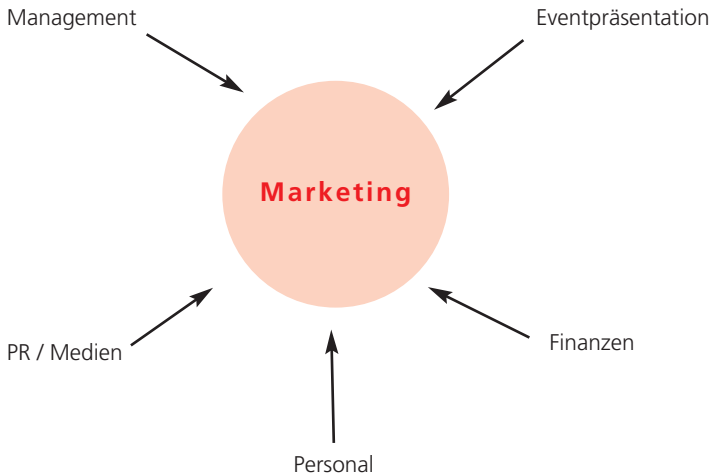 Management
Eventpräsentation
Marketing
PR / Medien
Finanzen
Personal